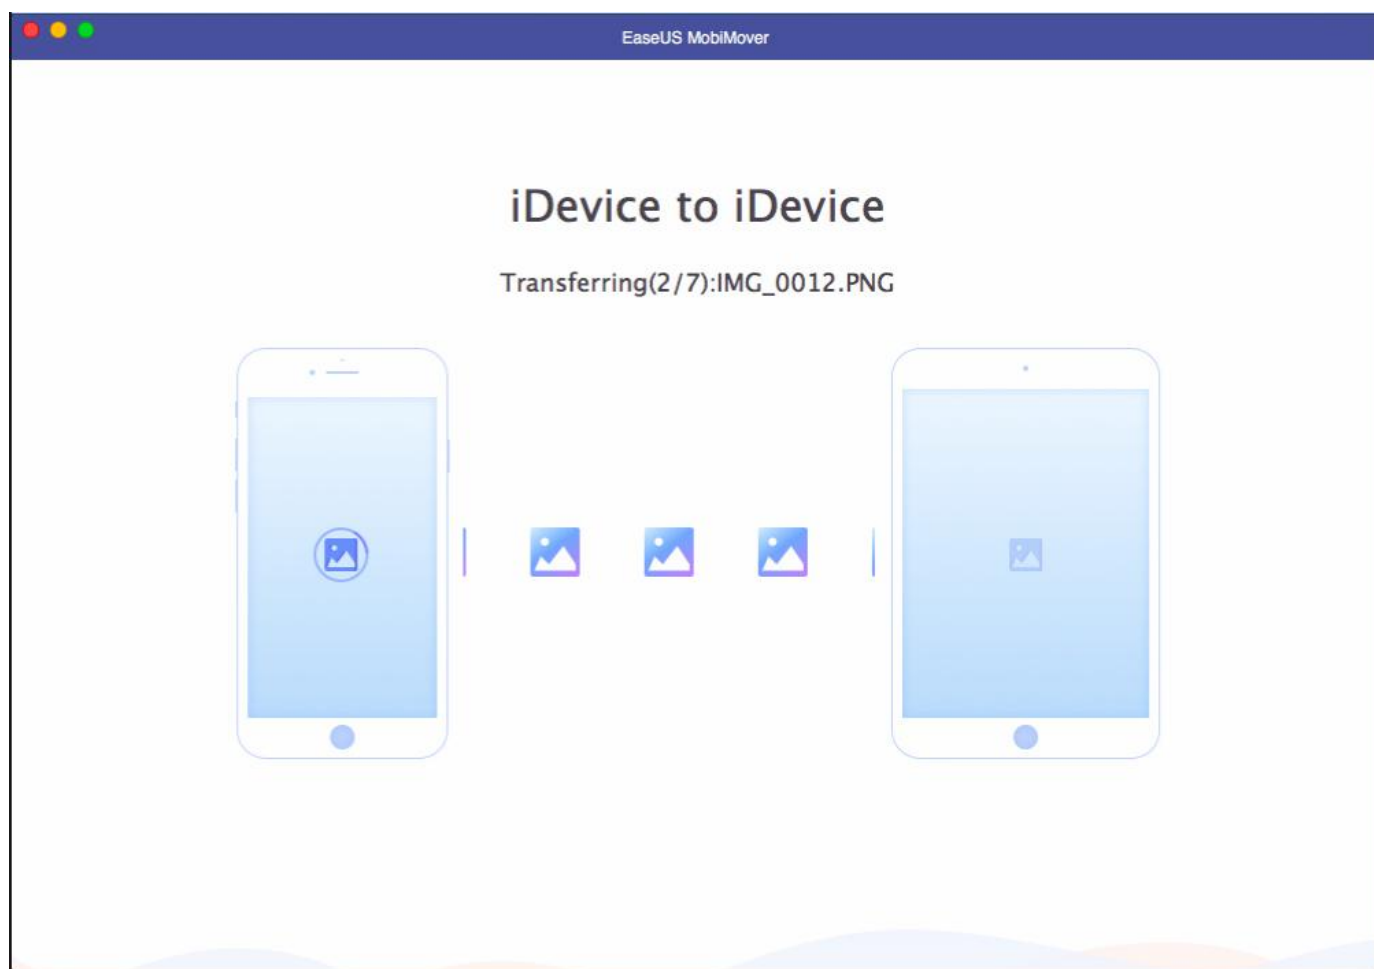 EaseUS MobiMover
iDevice to iDevice
Transferring(2/7):IMG_0012.PNG